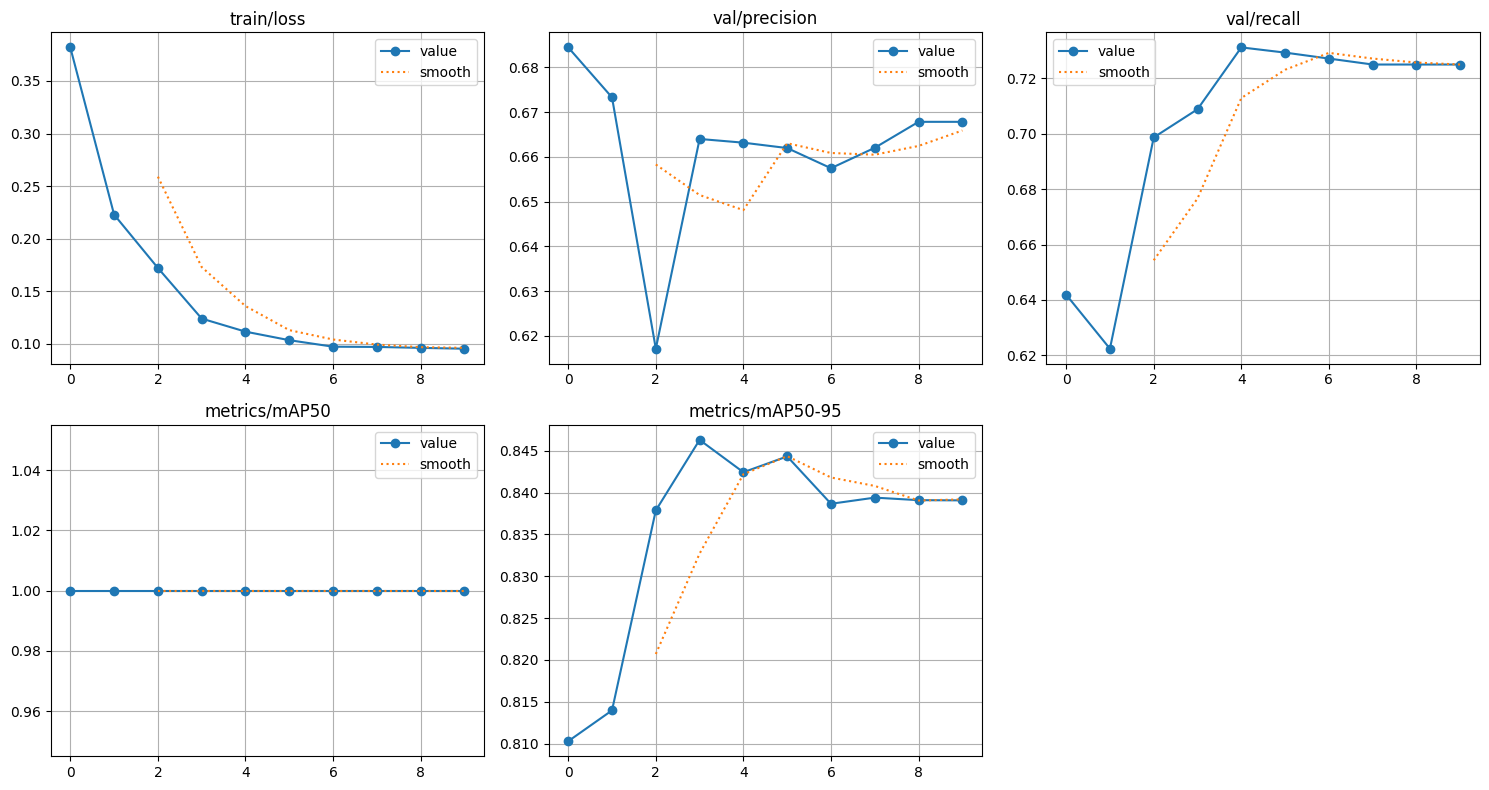 train/loss
value
smooth
0.35
0.30
0.25
0.20
0.15
0.10
0 2 4 6 8
val/precision
value
smooth
0.68
0.67
0.66
0.65
0.64
0.63
0.62
0 2 4 6 8
val/recall
value
smooth
0.72
0.70
0.68
0.66
0.64
0.62
0 2 4 6 8
metrics/mAP50
value
smooth
1.04
1.02
1.00
0.98
0.96
0 2 4 6 8
metrics/mAP50-95
value
smooth
0.845
0.840
0.835
0.830
0.825
0.820
0.815
0.810
0 2 4 6 8